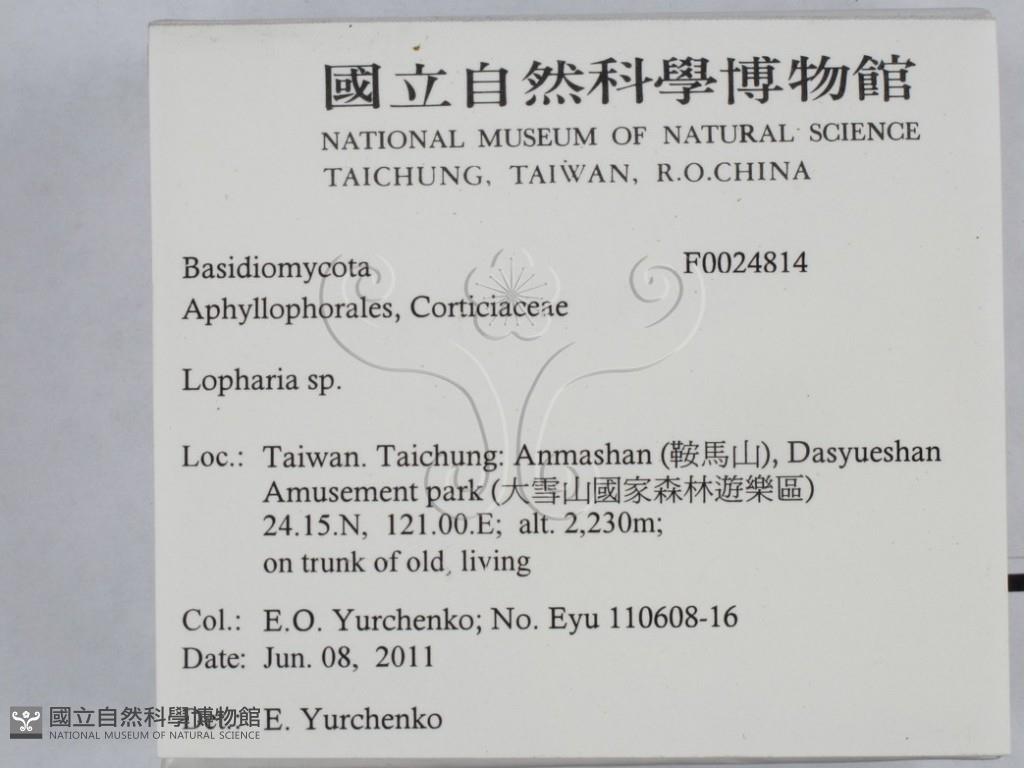 國立自然科學博物館
NATIONAL MUSEUM OF NATURAL SCIENCE
TAICHUNG, TAIWAN, R.O.CHINA
Basidiomycota F0024814
Aphyllophorales, Corticiaceae
Lopharia sp.
Loc.: Taiwan. Taichung: Anmashan (鞍馬山), Dasyueshan
Amusement park (大雪山國家森林遊樂區)
24.15.N, 121.00.E; alt. 2,230m;
on trunk of old, living
Col.: E.O. Yurchenko; No. Eyu 110608-16
Date: Jun. 08, 2011
Det.: E. Yurchenko
國立自然科學博物館
NATIONAL MUSEUM OF NATURAL SCIENCE